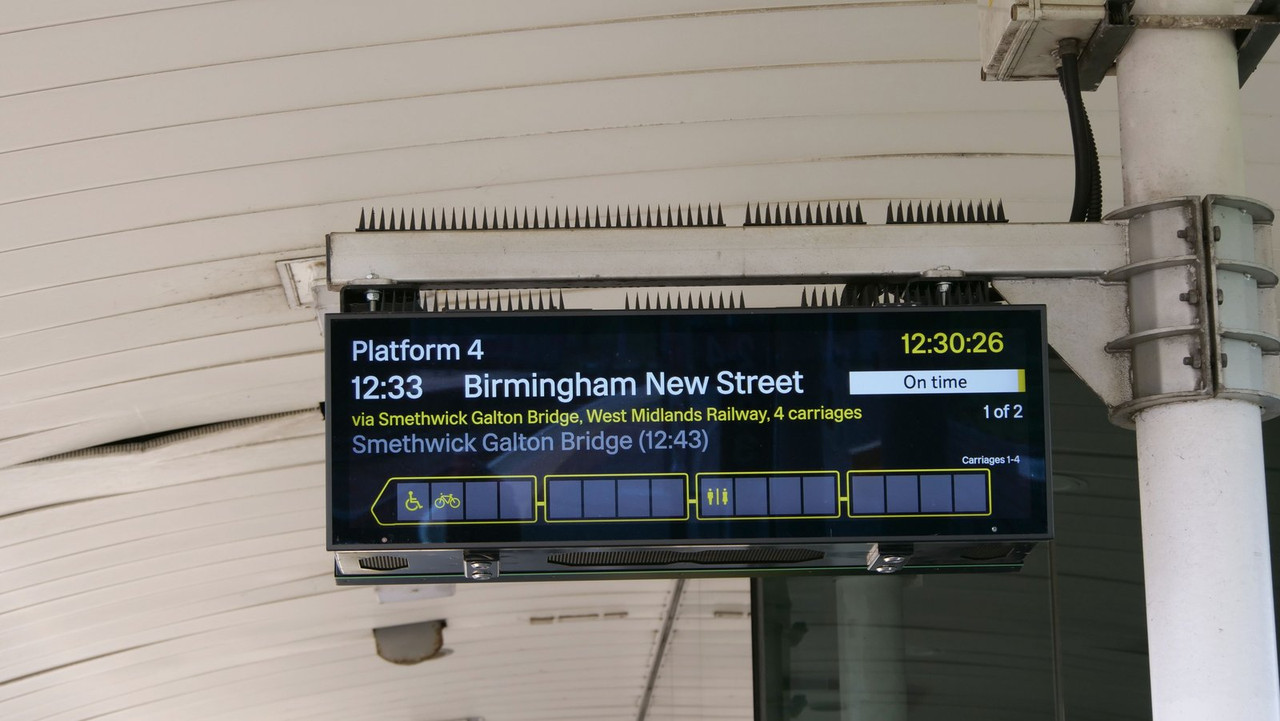 Platform 4 12:30:26
12:33 Birmingham New Street On time
via Smethwick Galton Bridge, West Midlands Railway, 4 carriages 1 of 2
Smethwick Galton Bridge (12:43)
Carriages 1-4